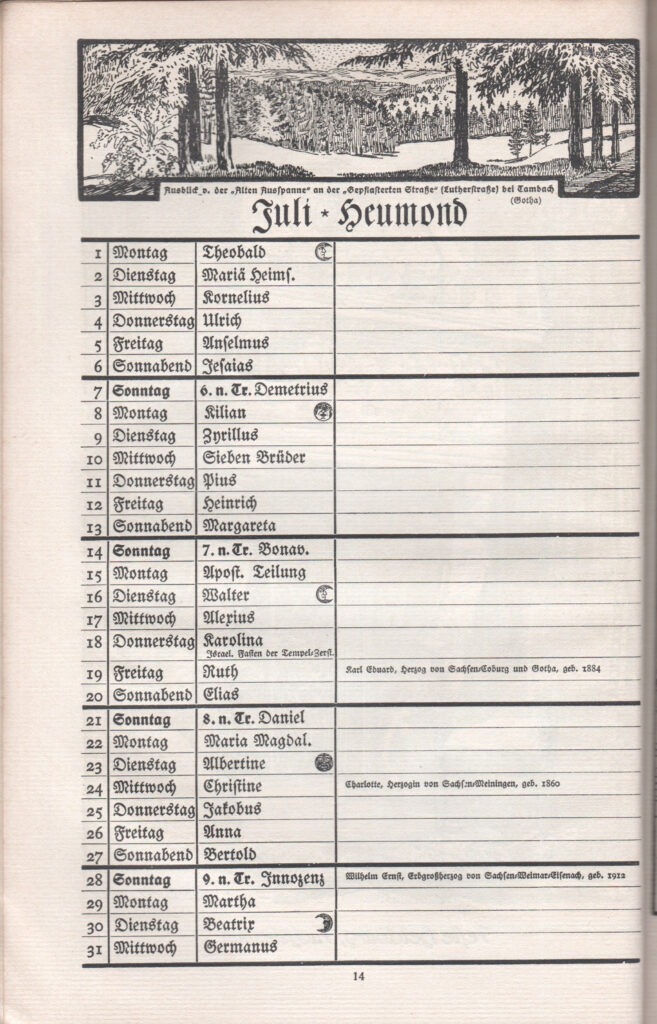 Ausblick v. der „Alten Ausspanne“ an der „Gepflasterten Straße“ (Lutherstraße) bei Tambach
(Gotha)
Juli * Heumond
1 Montag Theobald
2 Dienstag Mariä Heims.
3 Mittwoch Kornelius
4 Donnerstag Ulrich
5 Freitag Anselmus
6 Sonnabend Jesaias
7 Sonntag 6. n. Tr. Demetrius
8 Montag Kilian
9 Dienstag Zyrillus
10 Mittwoch Sieben Brüder
11 Donnerstag Pius
12 Freitag Heinrich
13 Sonnabend Margareta
14 Sonntag 7. n. Tr. Bonav.
15 Montag Apost. Teilung
16 Dienstag Walter
17 Mittwoch Alexius
18 Donnerstag Karolina
Israel. Fasten der Tempel-Zerst.
19 Freitag Ruth Karl Eduard, Herzog von Sachsen-Coburg und Gotha, geb. 1884
20 Sonnabend Elias
21 Sonntag 8. n. Tr. Daniel
22 Montag Maria Magdal.
23 Dienstag Albertine
24 Mittwoch Christine Charlotte, Herzogin von Sachsen-Meiningen, geb. 1860
25 Donnerstag Jakobus
26 Freitag Anna
27 Sonnabend Bertold
28 Sonntag 9. n. Tr. Innozenz Wilhelm Ernst, Erbgroßherzog von Sachsen-Weimar-Eisenach, geb. 1912
29 Montag Martha
30 Dienstag Beatrix
31 Mittwoch Germanus
14